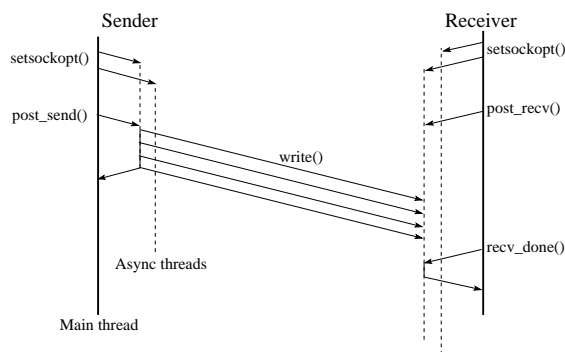 Sender
Receiver
setsockopt()
setsockopt()
post_send()
post_recv()
write()
recv_done()
Async threads
Main thread